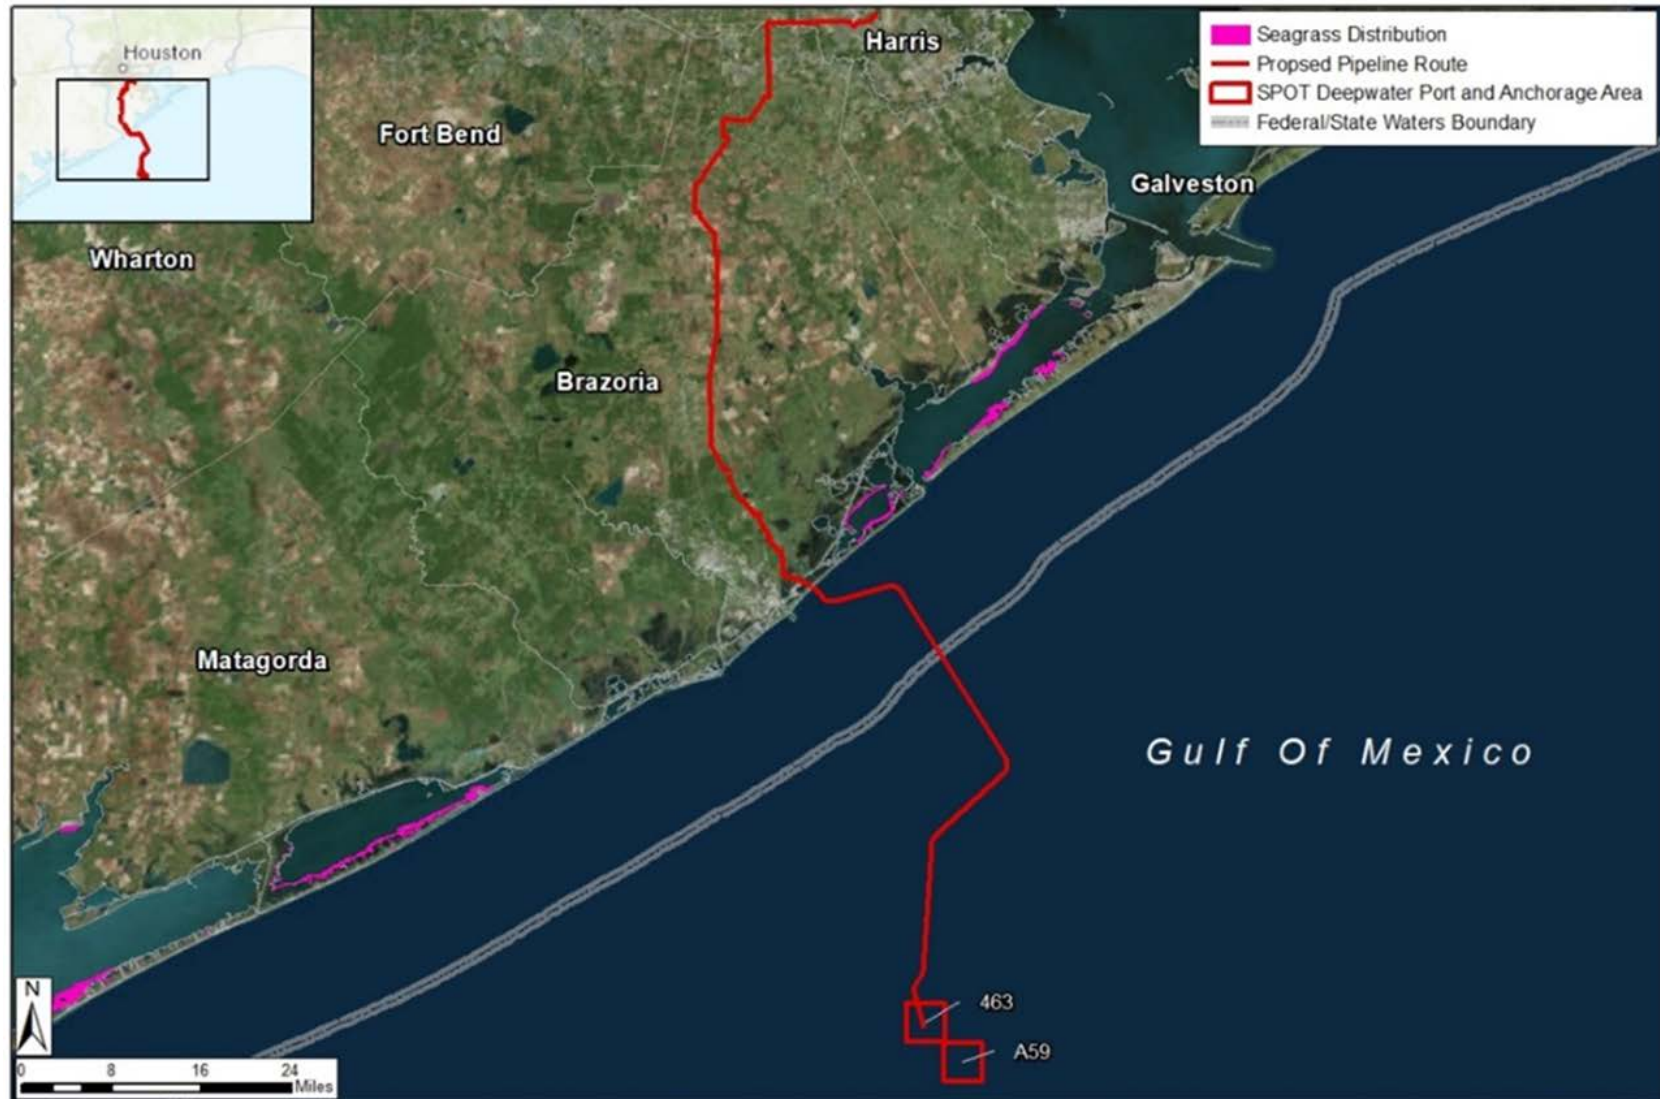 Houston
Harris
Seagrass Distribution
Propsed Pipeline Route
SPOT Deepwater Port and Anchorage Area
Federal/State Waters Boundary
Fort Bend
Galveston
Wharton
Brazoria
Matagorda
Gulf Of Mexico
463
A59
N
0 8 16 24
Miles